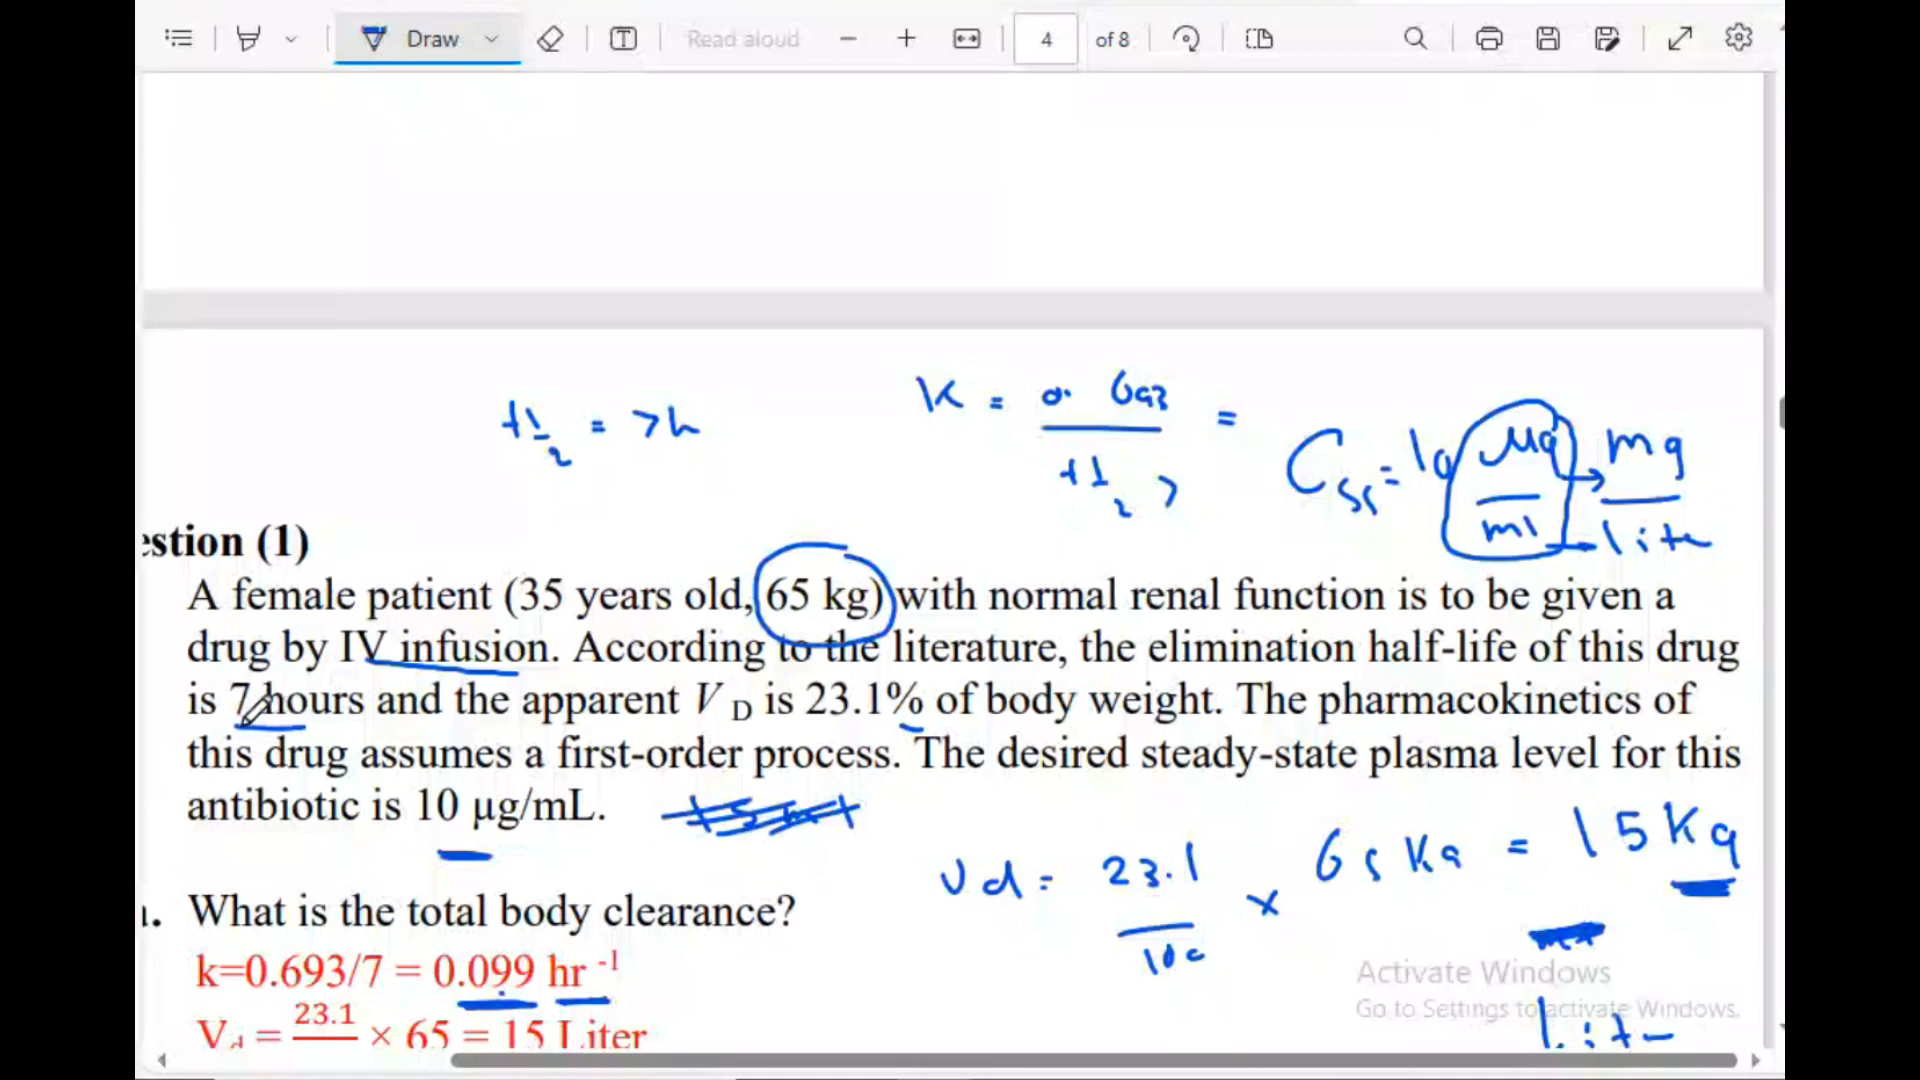 Draw
Read aloud
4 of 8
t 1/2 = 7h
K = 0.693 / t 1/2 7 =
Css = 10 µg/ml → mg/liter
estion (1)
A female patient (35 years old, 65 kg) with normal renal function is to be given a
drug by IV infusion. According to the literature, the elimination half-life of this drug
is 7 hours and the apparent V D is 23.1% of body weight. The pharmacokinetics of
this drug assumes a first-order process. The desired steady-state plasma level for this
antibiotic is 10 µg/mL.
Vd = 23.1/100 x 65 Kg = 15 Kg
What is the total body clearance?
k=0.693/7 = 0.099 hr -1
Activate Windows
Go to Settings to activate Windows.
Vd = 23.1 × 65 = 15 Liter